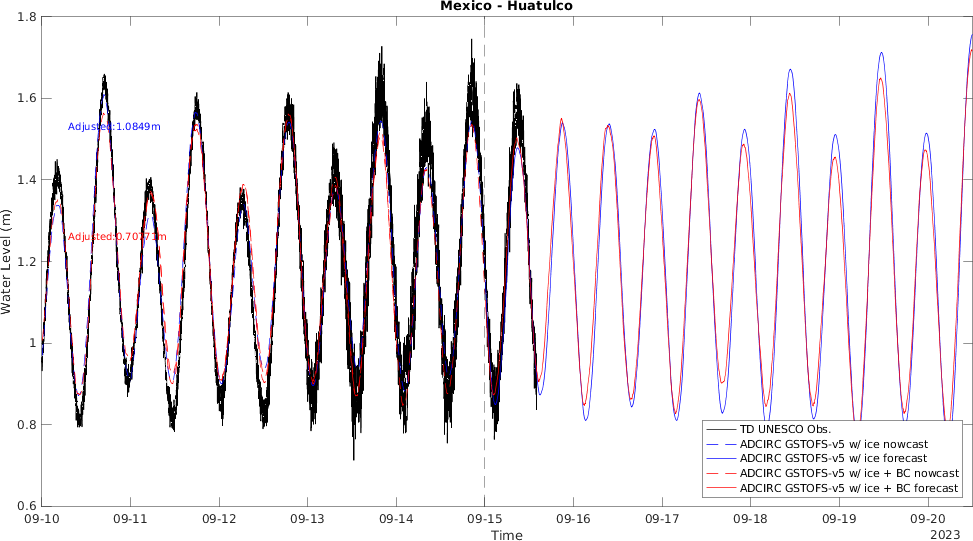 Mexico - Huatulco
1.8
1.6
1.4
1.2
1
0.8
0.6
Water Level (m)
Adjusted:1.0849m
Adjusted:0.70171m
TD UNESCO Obs.
ADCIRC GSTOFS-v5 w/ ice nowcast
ADCIRC GSTOFS-v5 w/ ice forecast
ADCIRC GSTOFS-v5 w/ ice + BC nowcast
ADCIRC GSTOFS-v5 w/ ice + BC forecast
09-10 09-11 09-12 09-13 09-14 09-15 09-16 09-17 09-18 09-19 09-20
Time
2023